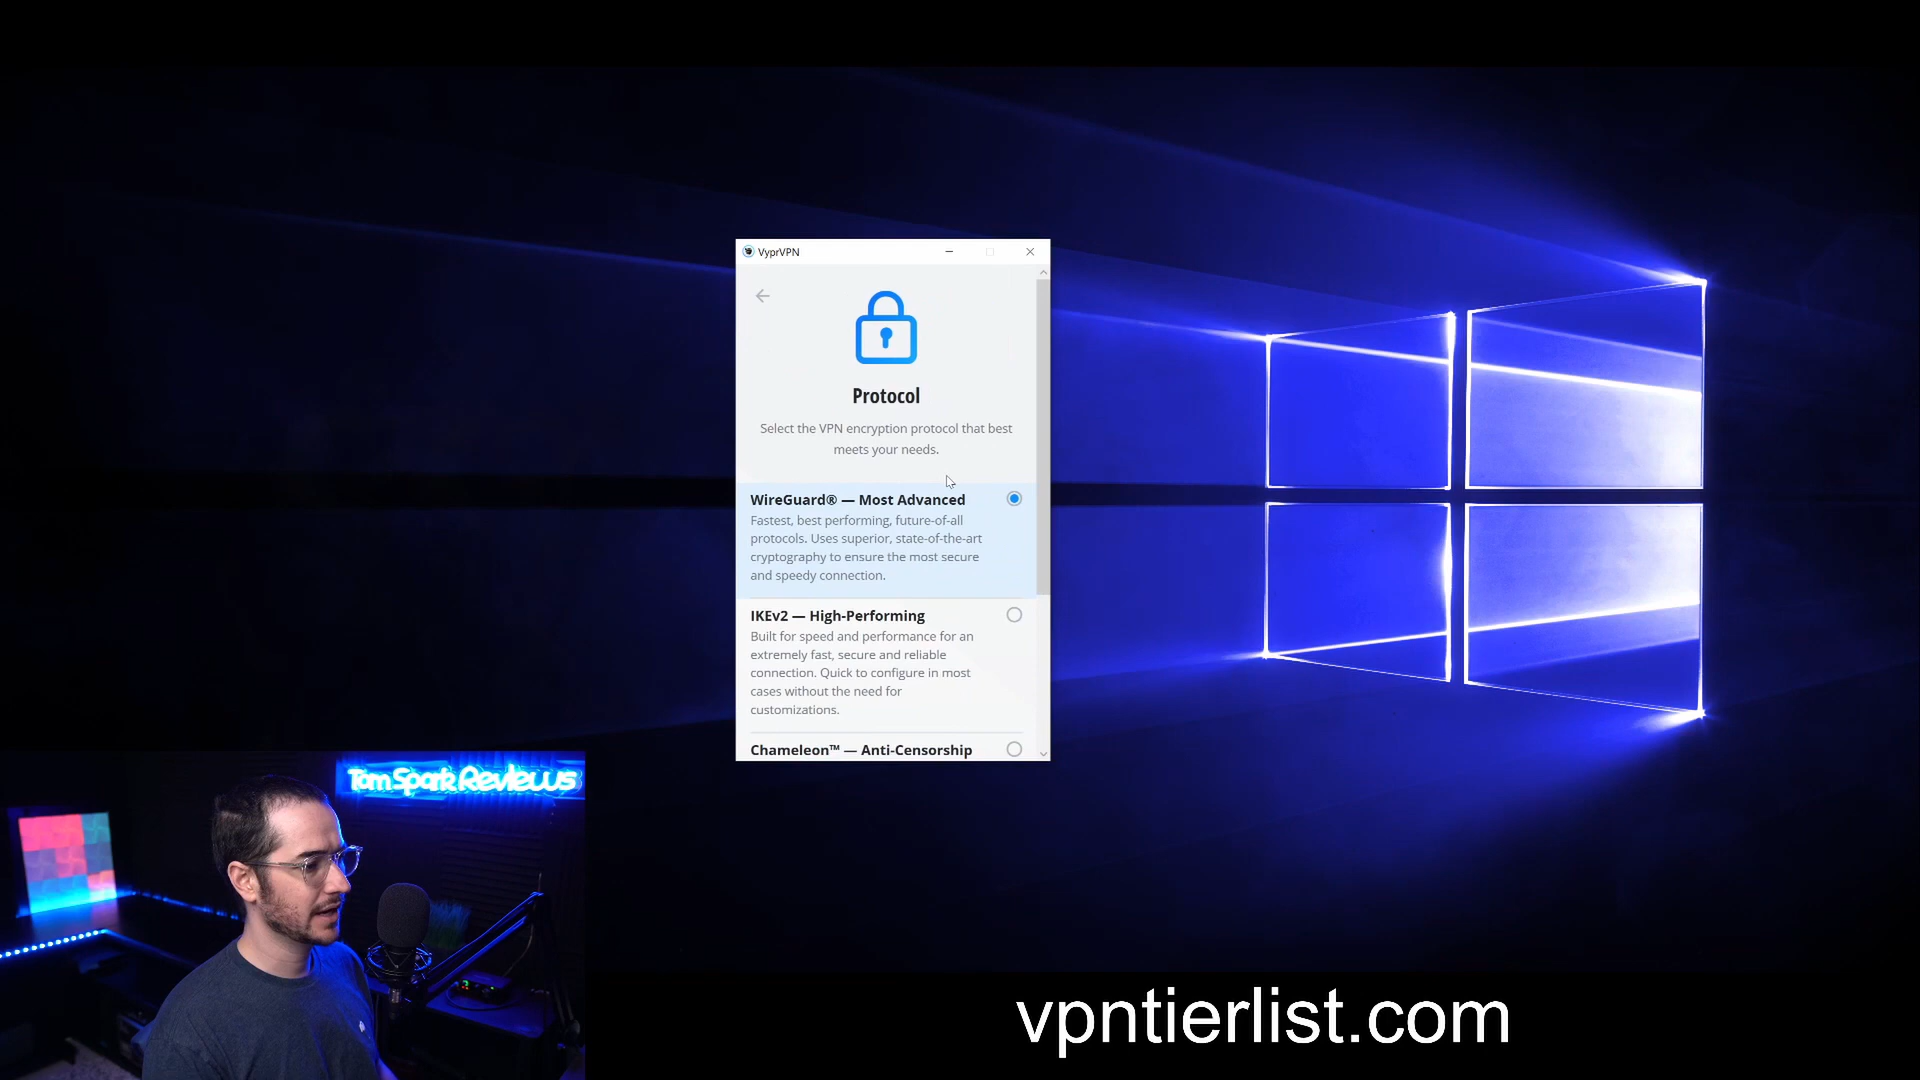 VyprVPN
Protocol
Select the VPN encryption protocol that best
meets your needs.
WireGuard® — Most Advanced
Fastest, best performing, future-of-all
protocols. Uses superior, state-of-the-art
cryptography to ensure the most secure
and speedy connection.
IKEv2 — High-Performing
Built for speed and performance for an
extremely fast, secure and reliable
connection. Quick to configure in most
cases without the need for
customizations.
Chameleon™ — Anti-Censorship
Tom Spark Reviews
vpntierlist.com